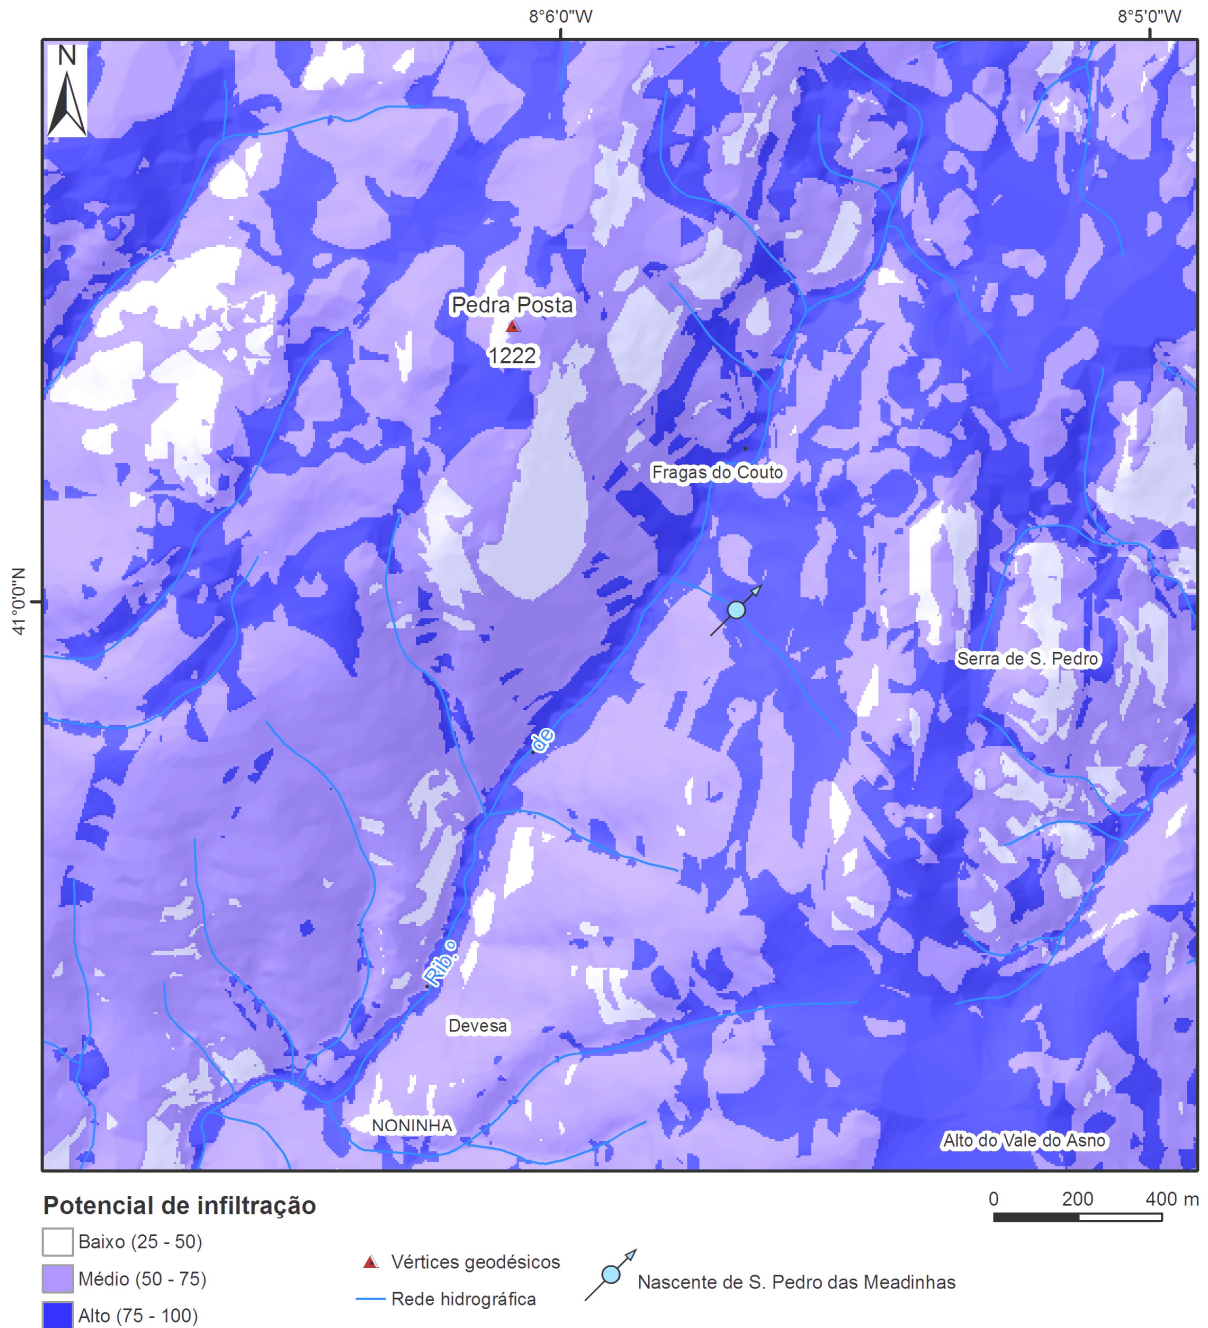 8°6'0"W
8°5'0"W
N
Pedra Posta
1222
Fragas do Couto
41°0'0"N
Serra de S. Pedro
de
Rib.o
Devesa
NONINHA
Alto do Vale do Asno
Potencial de infiltração
Baixo (25 - 50)
Médio (50 - 75)
Alto (75 - 100)
Vértices geodésicos
Rede hidrográfica
Nascente de S. Pedro das Meadinhas
0 200 400 m